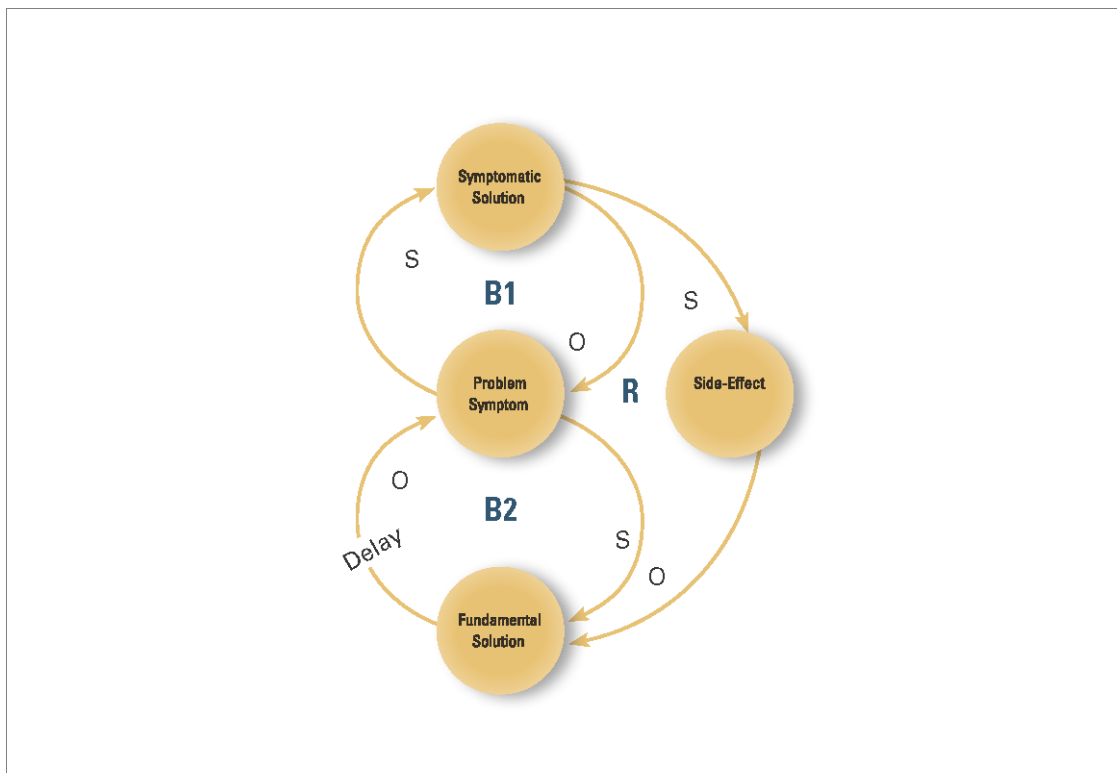 Symptomatic
Solution
S
B1
S
O
Problem
Symptom
R
Side-Effect
O
B2
S
Delay
O
Fundamental
Solution